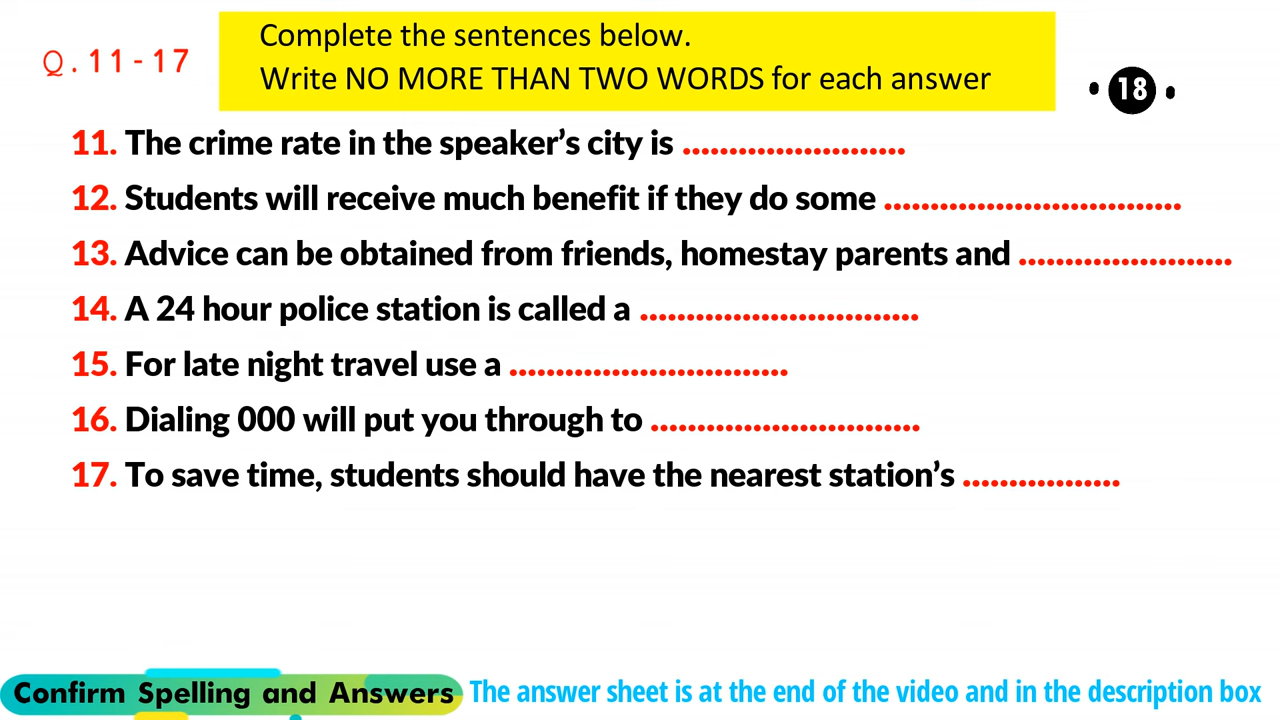 Q.11-17
Complete the sentences below.
Write NO MORE THAN TWO WORDS for each answer
18
11. The crime rate in the speaker’s city is ........................
12. Students will receive much benefit if they do some ................................
13. Advice can be obtained from friends, homestay parents and .......................
14. A 24 hour police station is called a ..............................
15. For late night travel use a ..............................
16. Dialing 000 will put you through to .............................
17. To save time, students should have the nearest station’s .................
Confirm Spelling and Answers The answer sheet is at the end of the video and in the description box